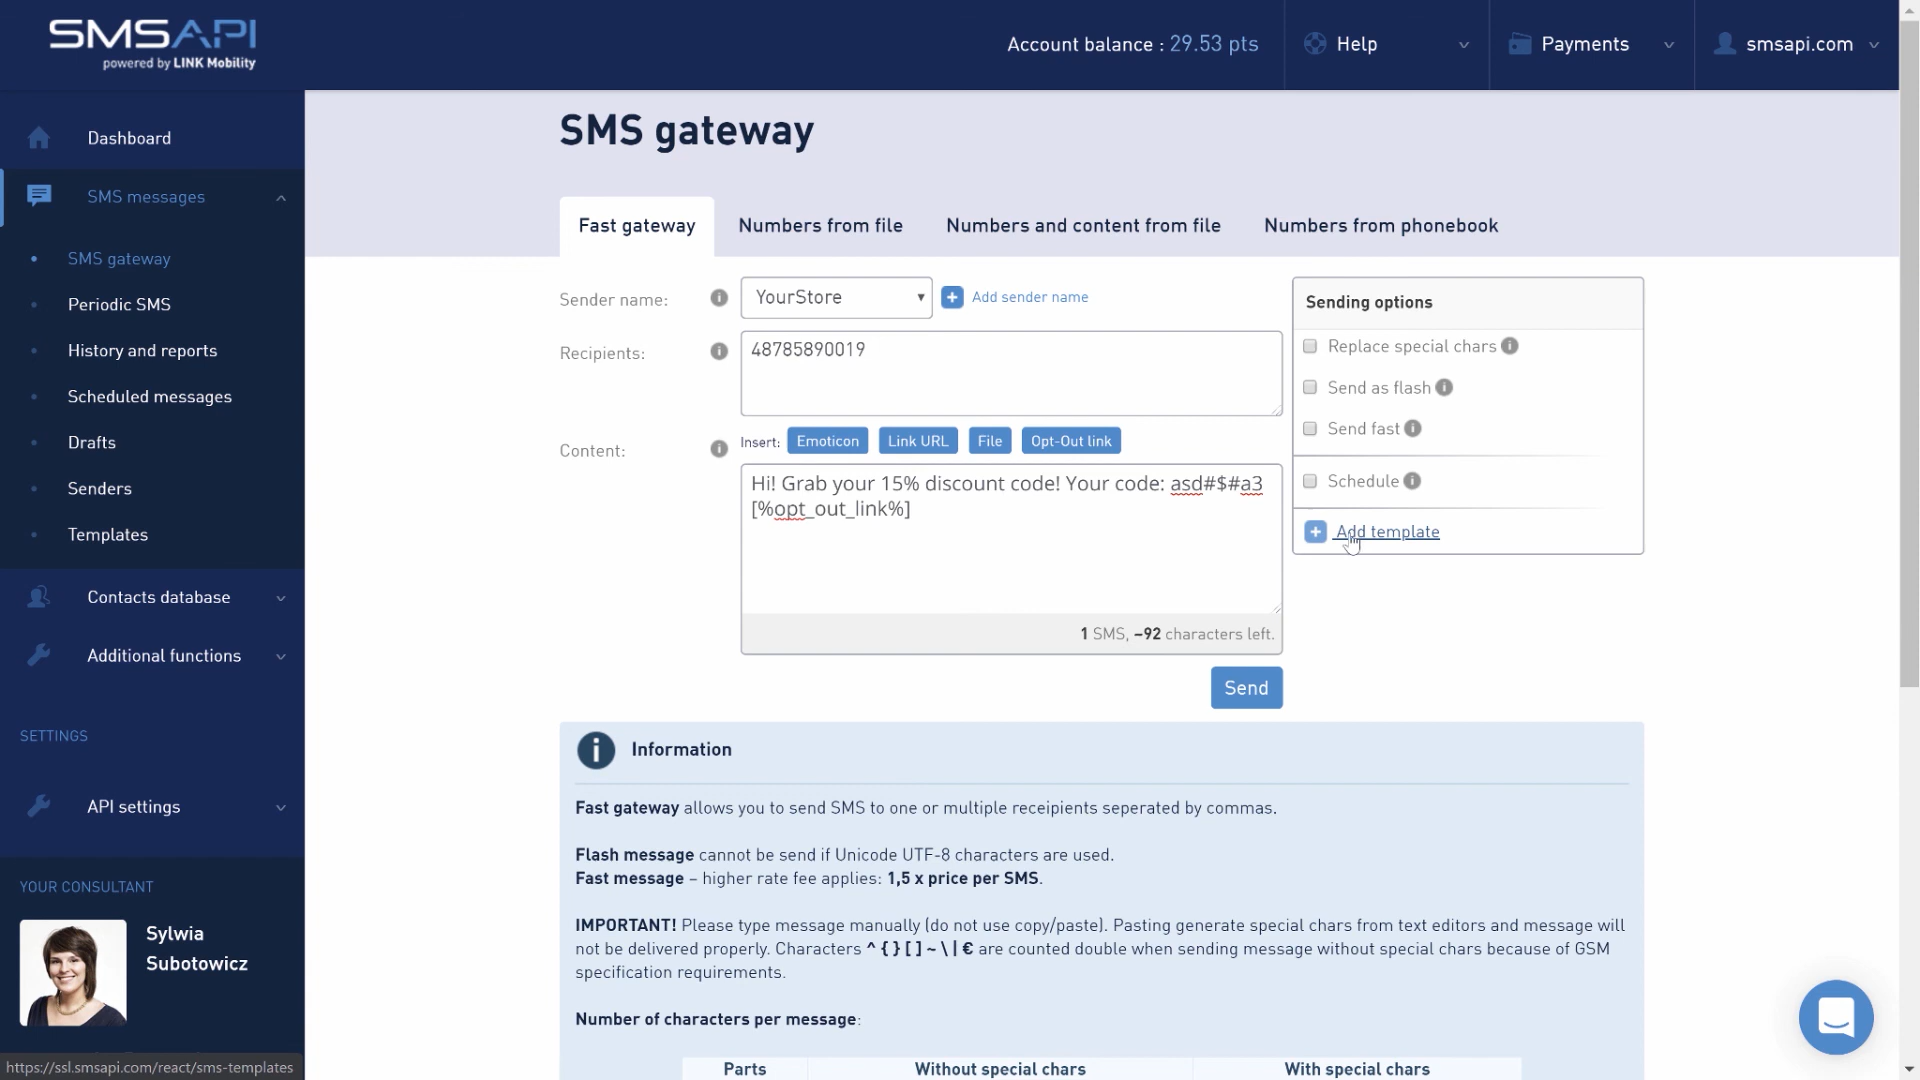 SMSAPI
powered by LINK Mobility
Account balance : 29.53 pts
Help
Payments
smsapi.com
Dashboard
SMS messages
SMS gateway
Periodic SMS
History and reports
Scheduled messages
Drafts
Senders
Templates
Contacts database
Additional functions
SETTINGS
API settings
YOUR CONSULTANT
Sylwia
Subotowicz
https://ssl.smsapi.com/react/sms-templates
SMS gateway
Fast gateway
Numbers from file
Numbers and content from file
Numbers from phonebook
Sender name:
YourStore
Add sender name
Recipients:
48785890019
Content:
Insert: Emoticon Link URL File Opt-Out link
Hi! Grab your 15% discount code! Your code: asd#$#a3
[%opt_out_link%]
1 SMS, ~92 characters left.
Send
Sending options
Replace special chars
Send as flash
Send fast
Schedule
Add template
Information
Fast gateway allows you to send SMS to one or multiple receipients seperated by commas.
Flash message cannot be send if Unicode UTF-8 characters are used.
Fast message – higher rate fee applies: 1,5 x price per SMS.
IMPORTANT! Please type message manually (do not use copy/paste). Pasting generate special chars from text editors and message will
not be delivered properly. Characters ^ { } [ ] ~ \ | € are counted double when sending message without special chars because of GSM
specification requirements.
Number of characters per message:
Parts
Without special chars
With special chars